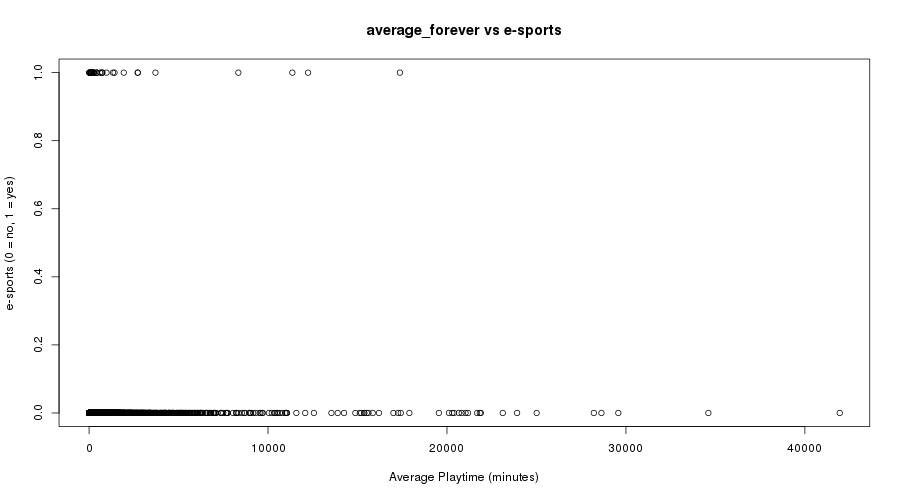 average_forever vs e-sports
e-sports (0 = no, 1 = yes)
1.0
0.8
0.6
0.4
0.2
0.0
0 10000 20000 30000 40000
Average Playtime (minutes)